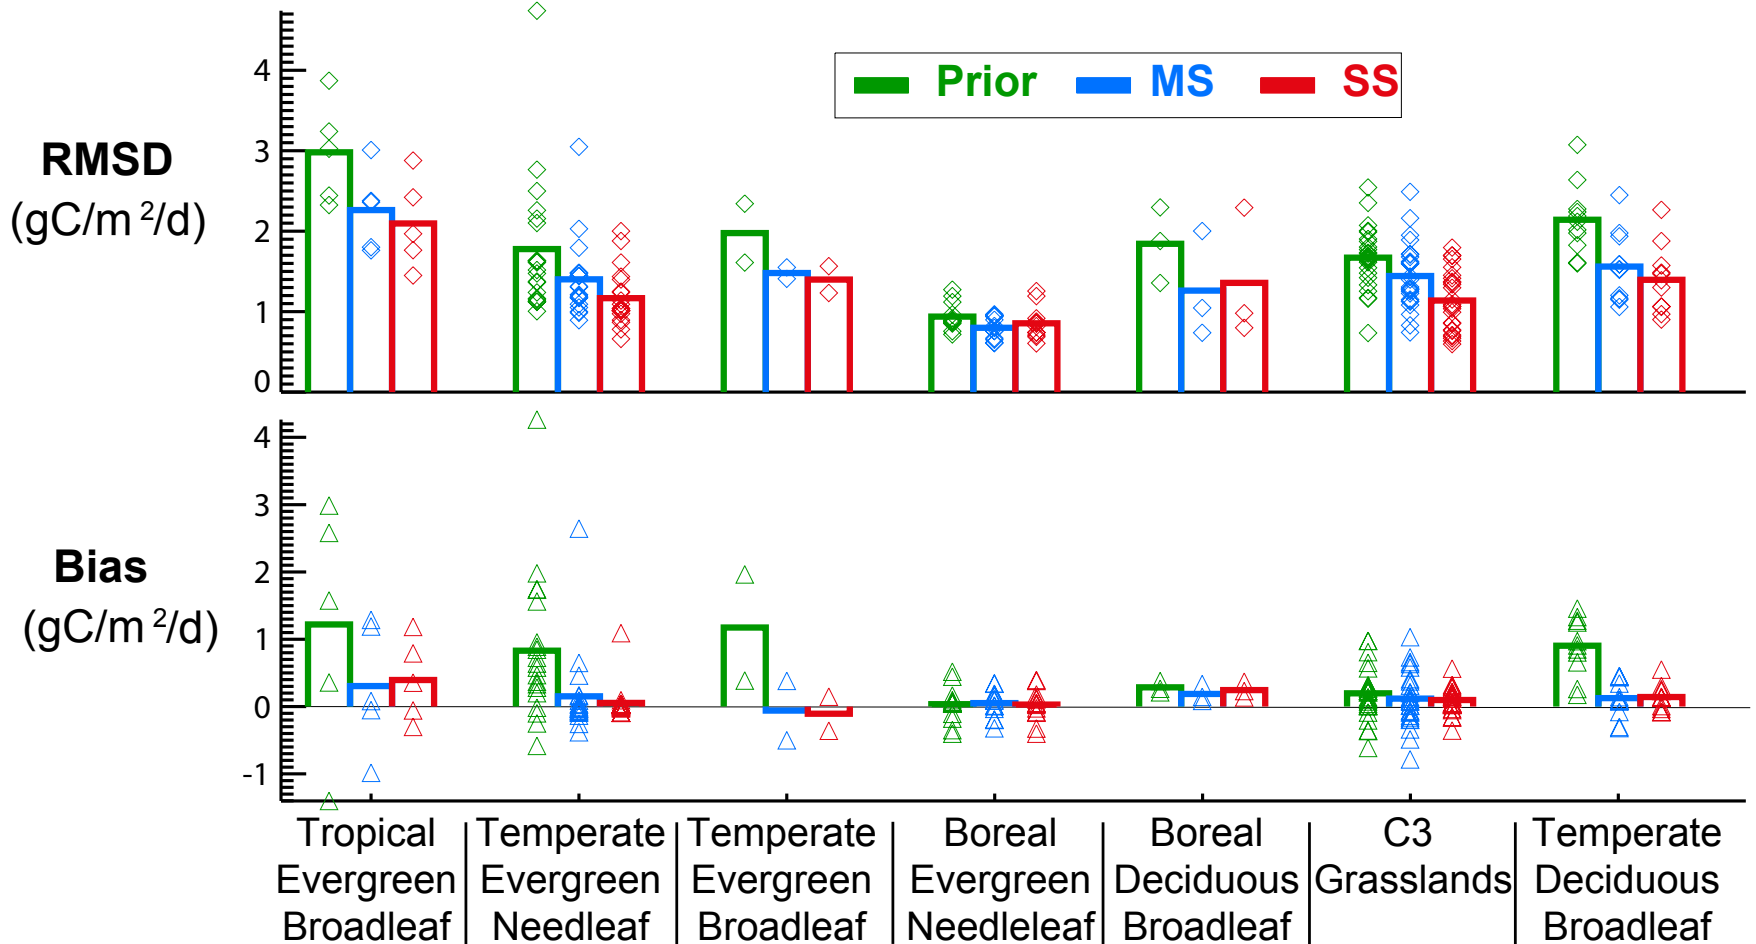 4
3
2
1
0
RMSD
(gC/m²/d)
Prior MS SS
4
3
2
1
0
-1
Bias
(gC/m²/d)
Tropical Evergreen Broadleaf
Temperate Evergreen Needleaf
Temperate Evergreen Broadleaf
Boreal Evergreen Needleleaf
Boreal Deciduous Broadleaf
C3 Grasslands
Temperate Deciduous Broadleaf